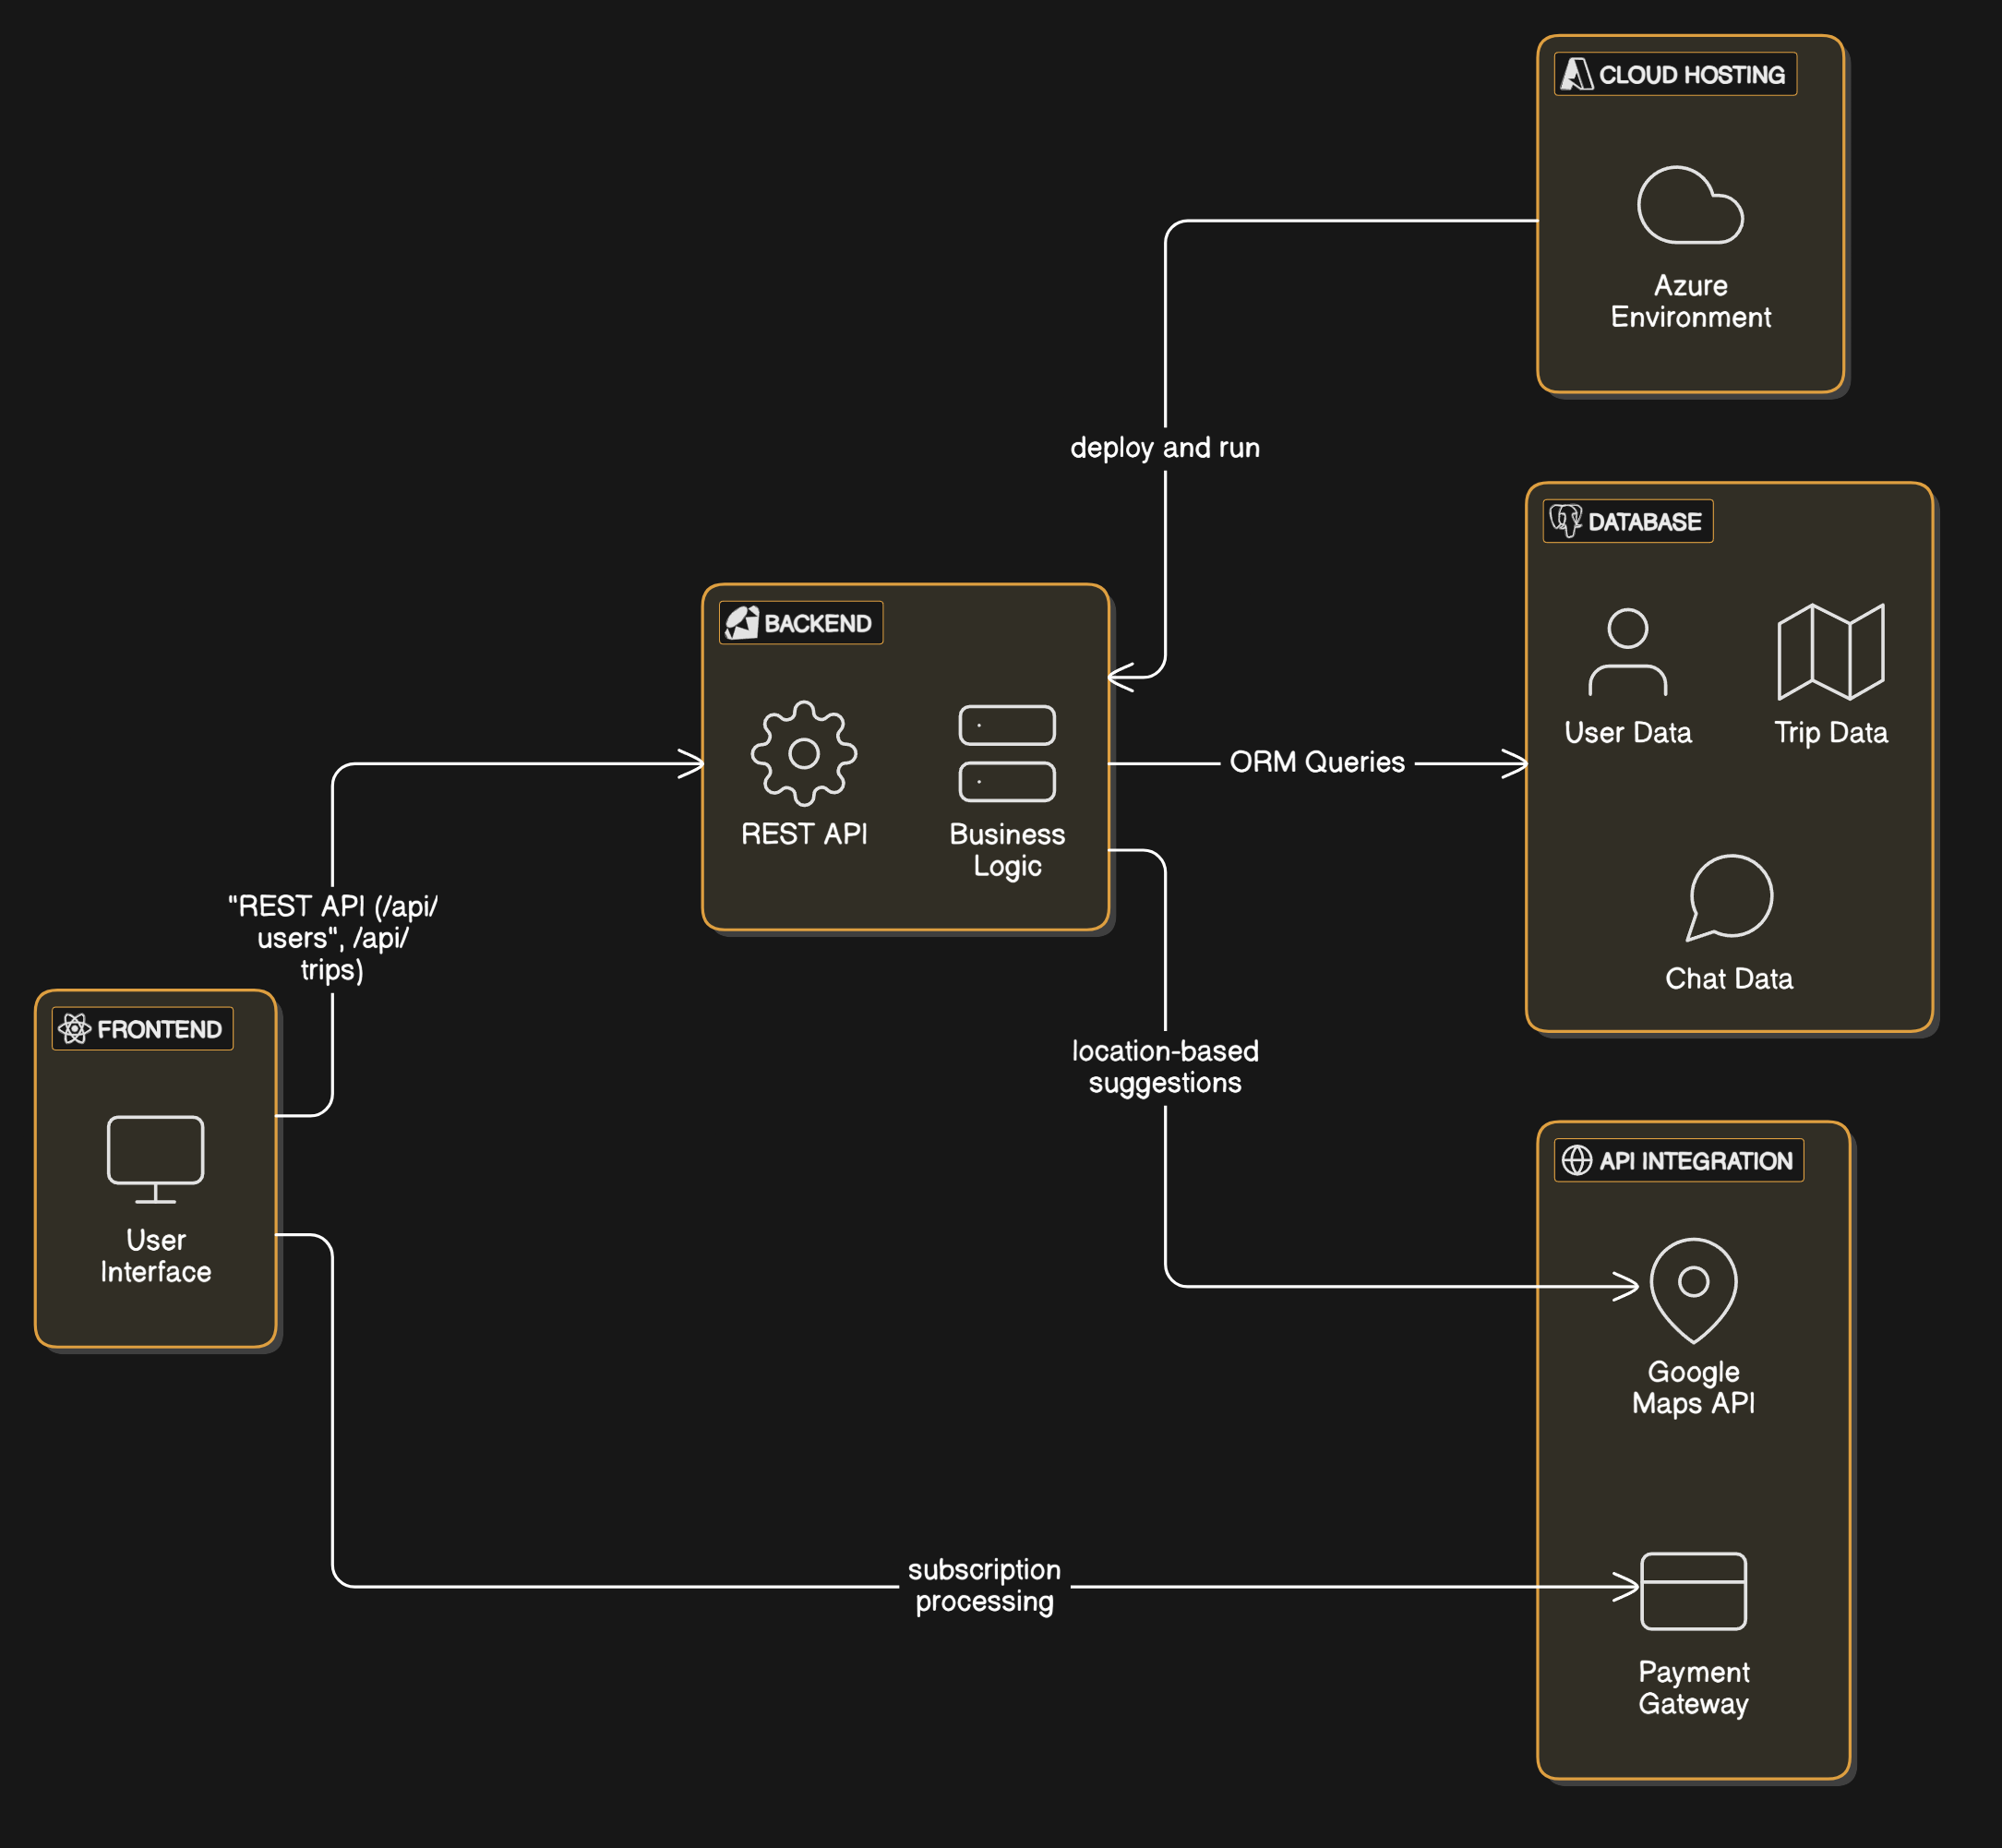 CLOUD HOSTING
Azure
Environment
deploy and run
DATABASE
User Data
Trip Data
Chat Data
BACKEND
REST API
Business
Logic
ORM Queries
"REST API (/api/
users", /api/
trips)
FRONTEND
User
Interface
location-based
suggestions
API INTEGRATION
Google
Maps API
subscription
processing
Payment
Gateway